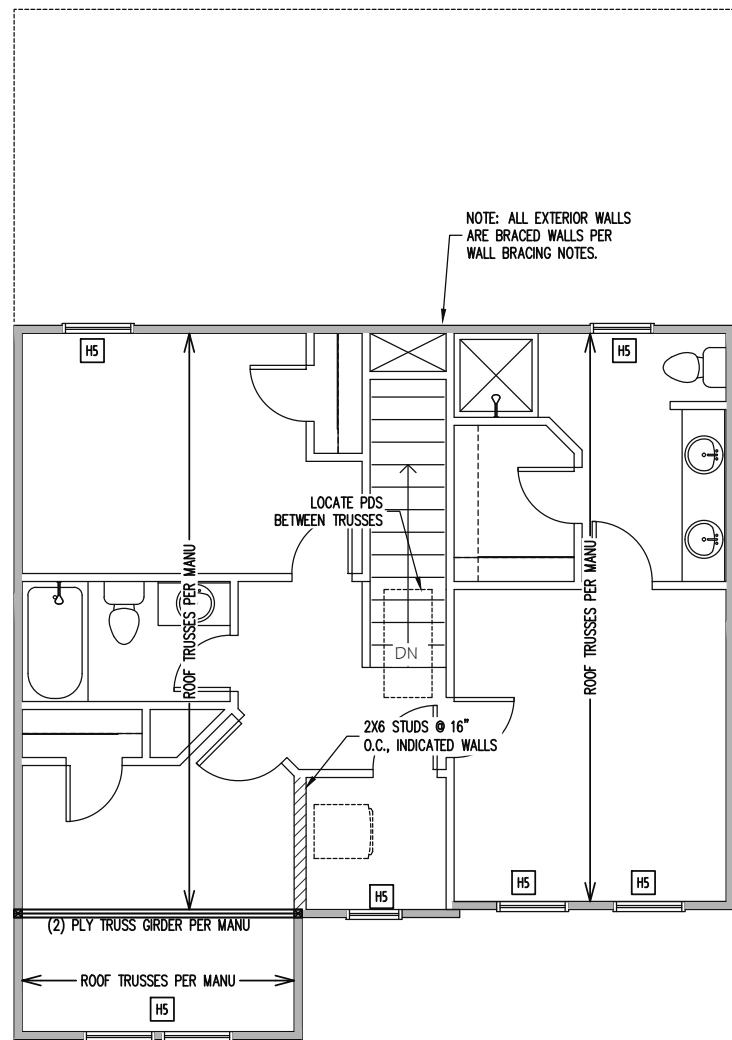 NOTE: ALL EXTERIOR WALLS
ARE BRACED WALLS PER
WALL BRACING NOTES.
H5
H5
LOCATE PDS
BETWEEN TRUSSES
ROOF TRUSSES PER MANU
ROOF TRUSSES PER MANU
DN
2X6 STUDS @ 16"
O.C., INDICATED WALLS
H5
H5
H5
(2) PLY TRUSS GIRDER PER MANU
ROOF TRUSSES PER MANU
H5